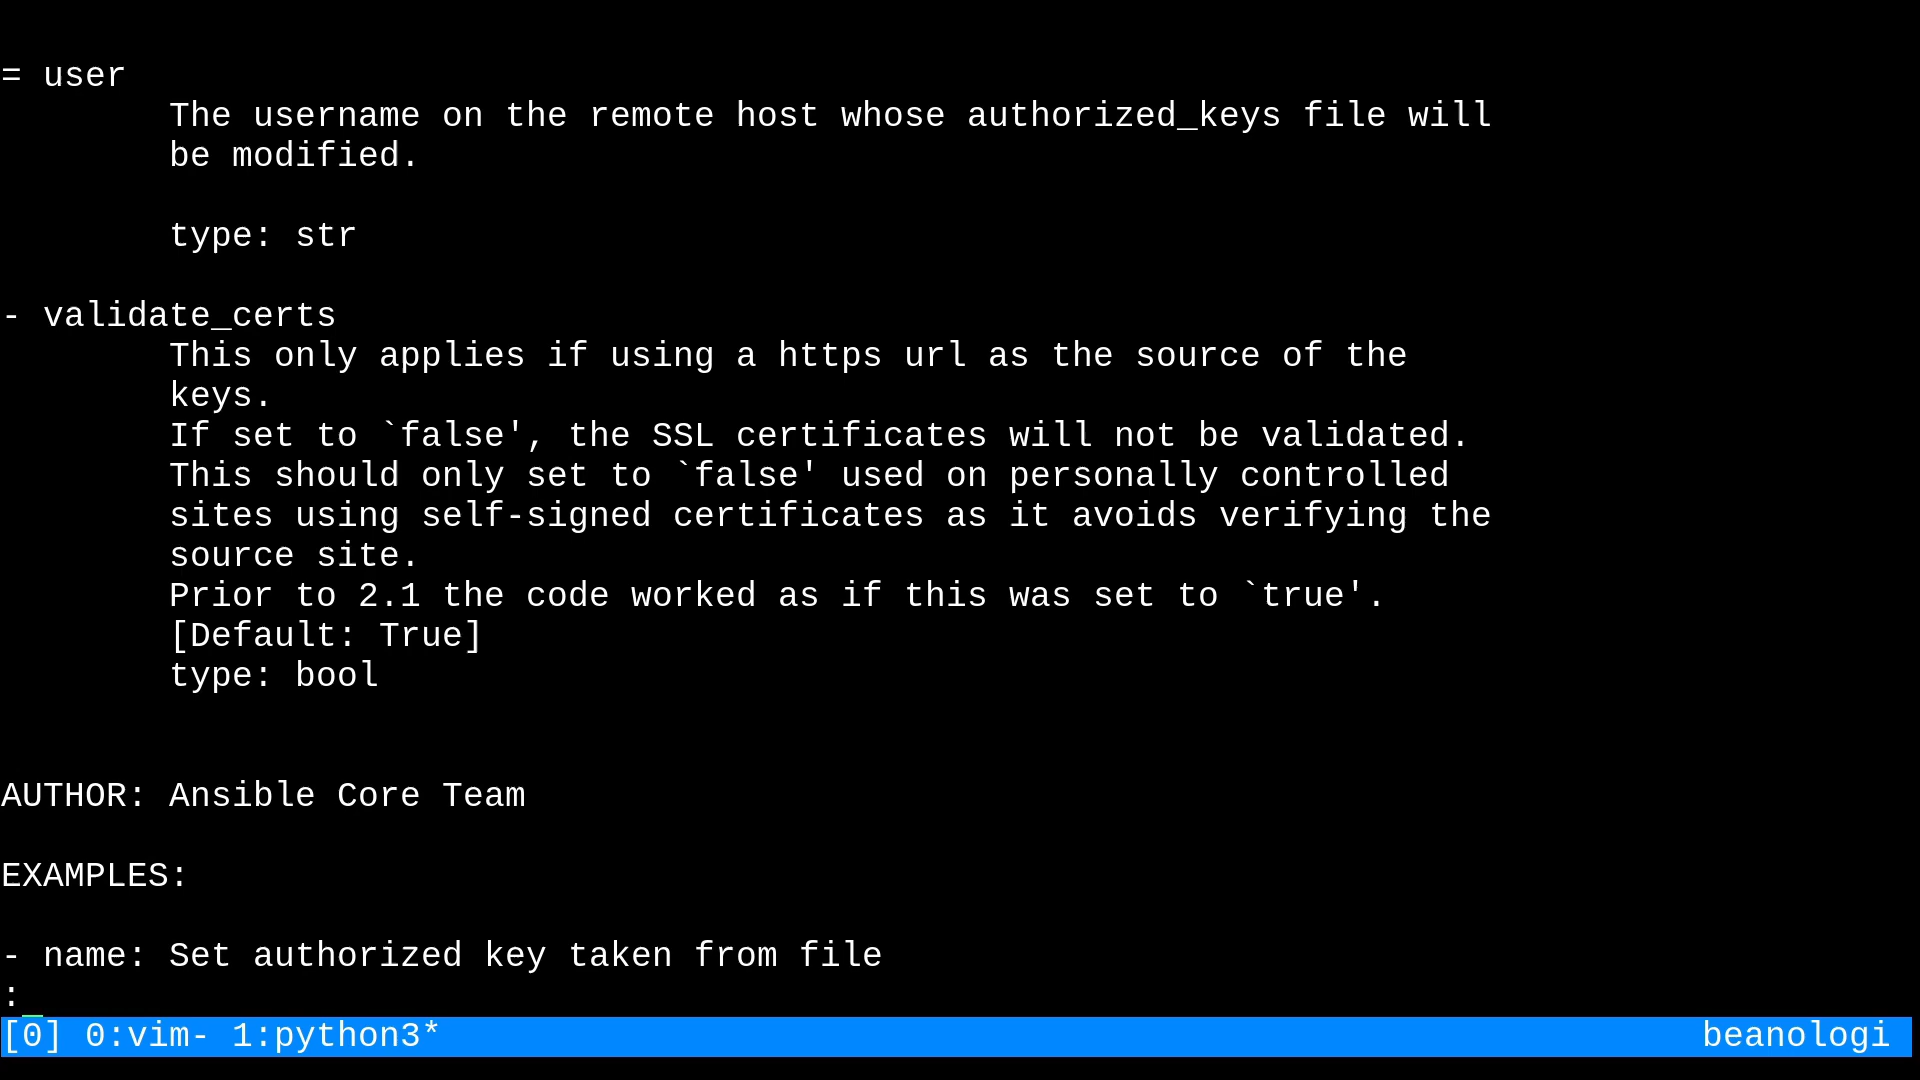 = user
The username on the remote host whose authorized_keys file will
be modified.
type: str
- validate_certs
This only applies if using a https url as the source of the
keys.
If set to `false', the SSL certificates will not be validated.
This should only set to `false' used on personally controlled
sites using self-signed certificates as it avoids verifying the
source site.
Prior to 2.1 the code worked as if this was set to `true'.
[Default: True]
type: bool
AUTHOR: Ansible Core Team
EXAMPLES:
- name: Set authorized key taken from file
:
[0] 0:vim- 1:python3* beanologi